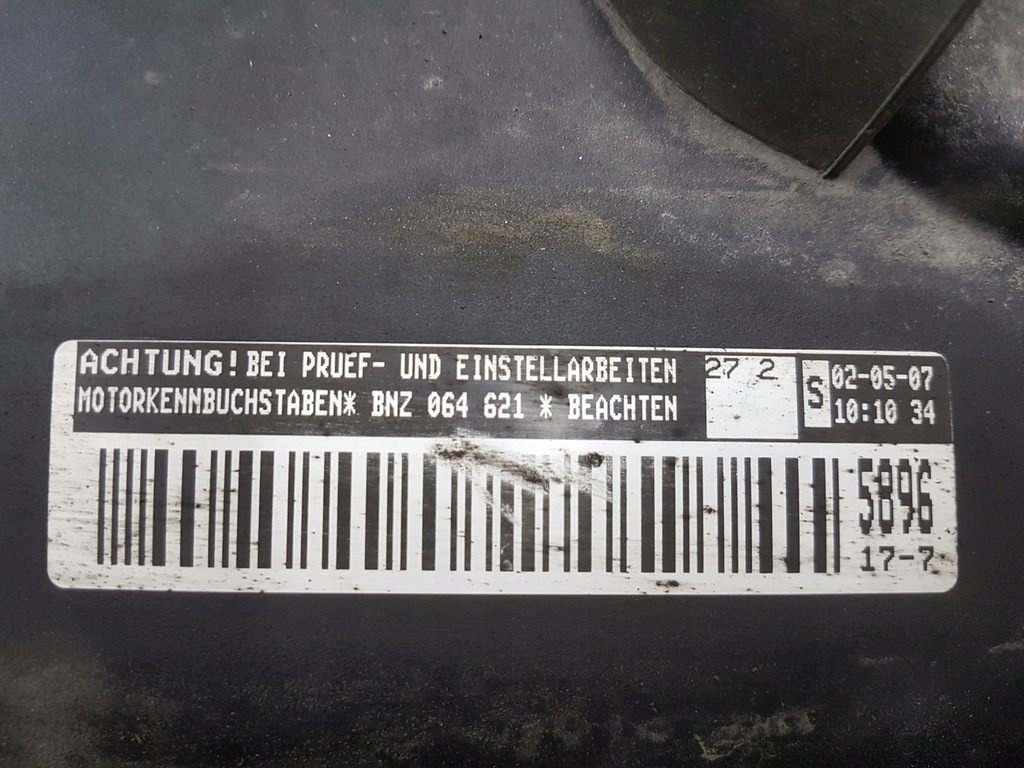 ACHTUNG! BEI PRUEF- UND EINSTELLARBEITEN
MOTORKENNBUCHSTABEN* BNZ 064 621 * BEACHTEN
27 2
S
02-05-07
10:10 34
5896
17-7